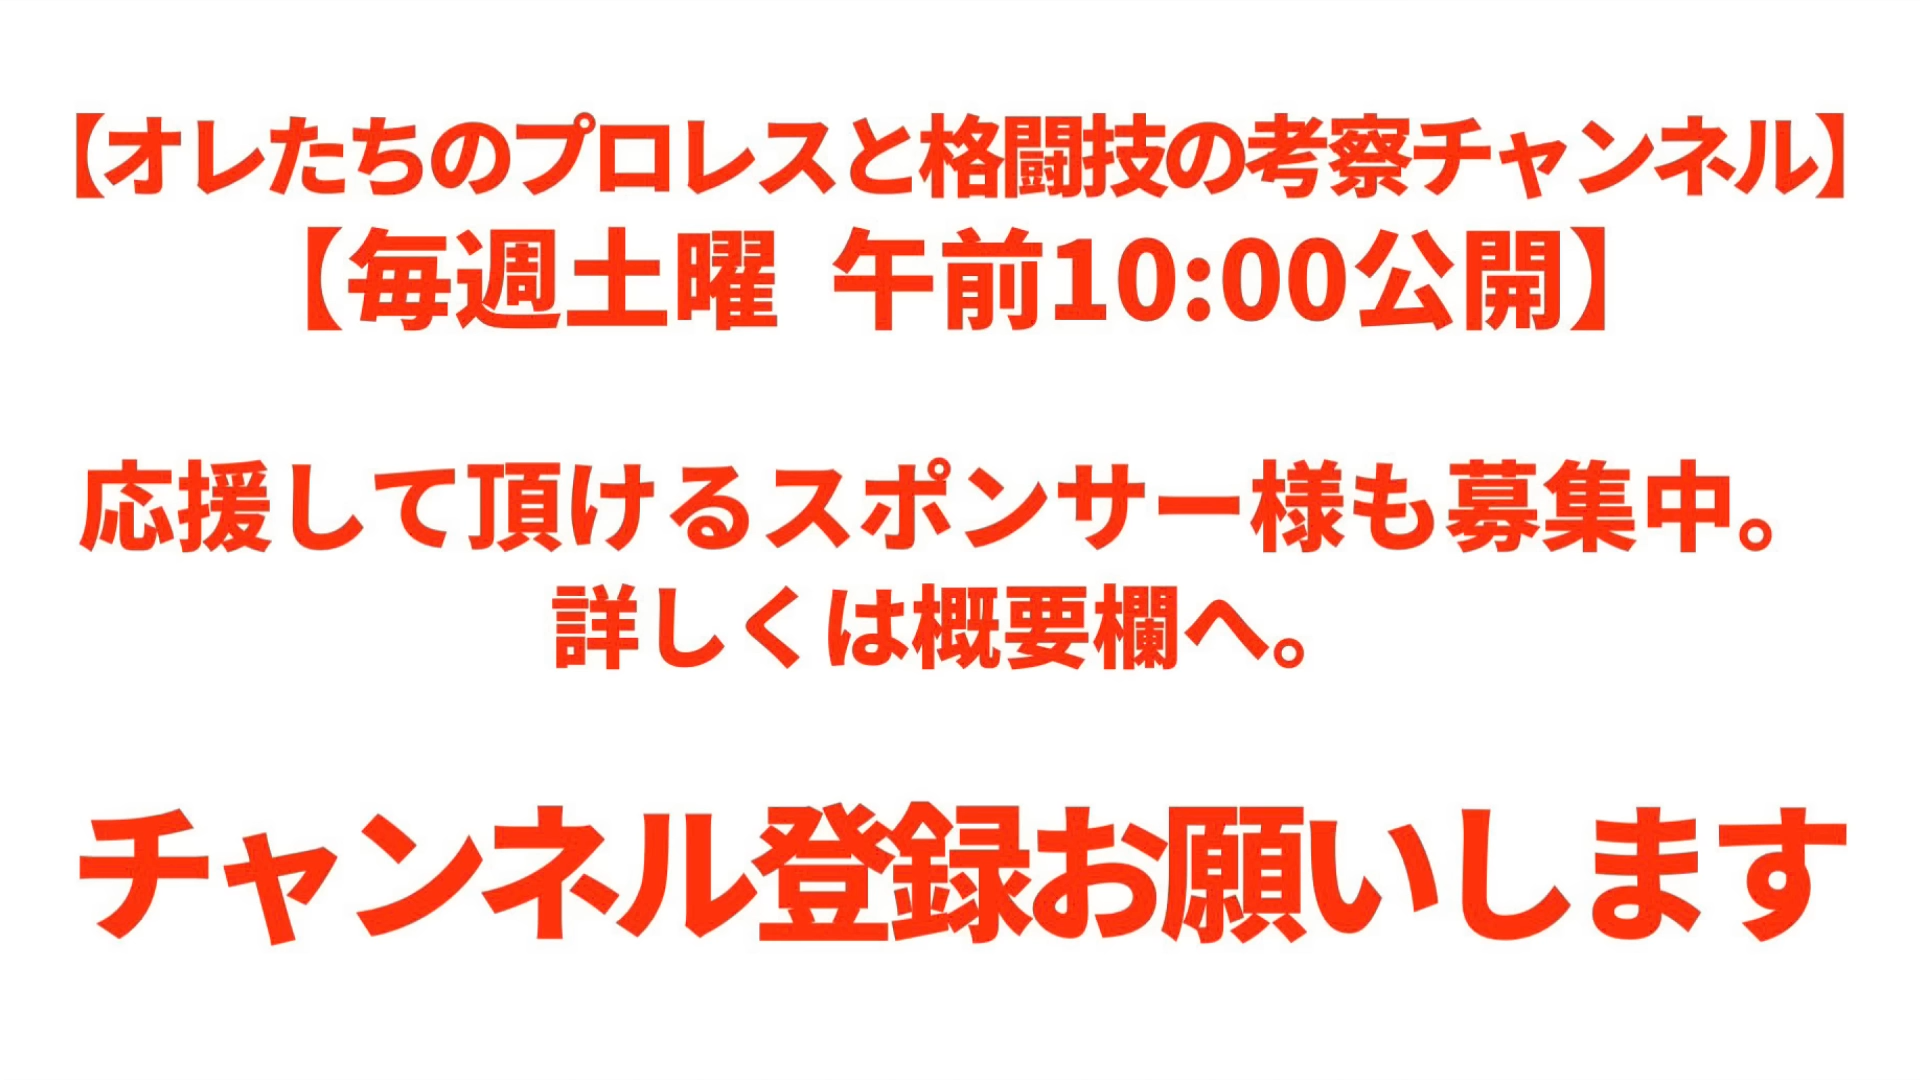 【オレたちのプロレスと格闘技の考察チャンネル】
【毎週土曜 午前10:00公開】
応援して頂けるスポンサー様も募集中。
詳しくは概要欄へ。
チャンネル登録お願いします